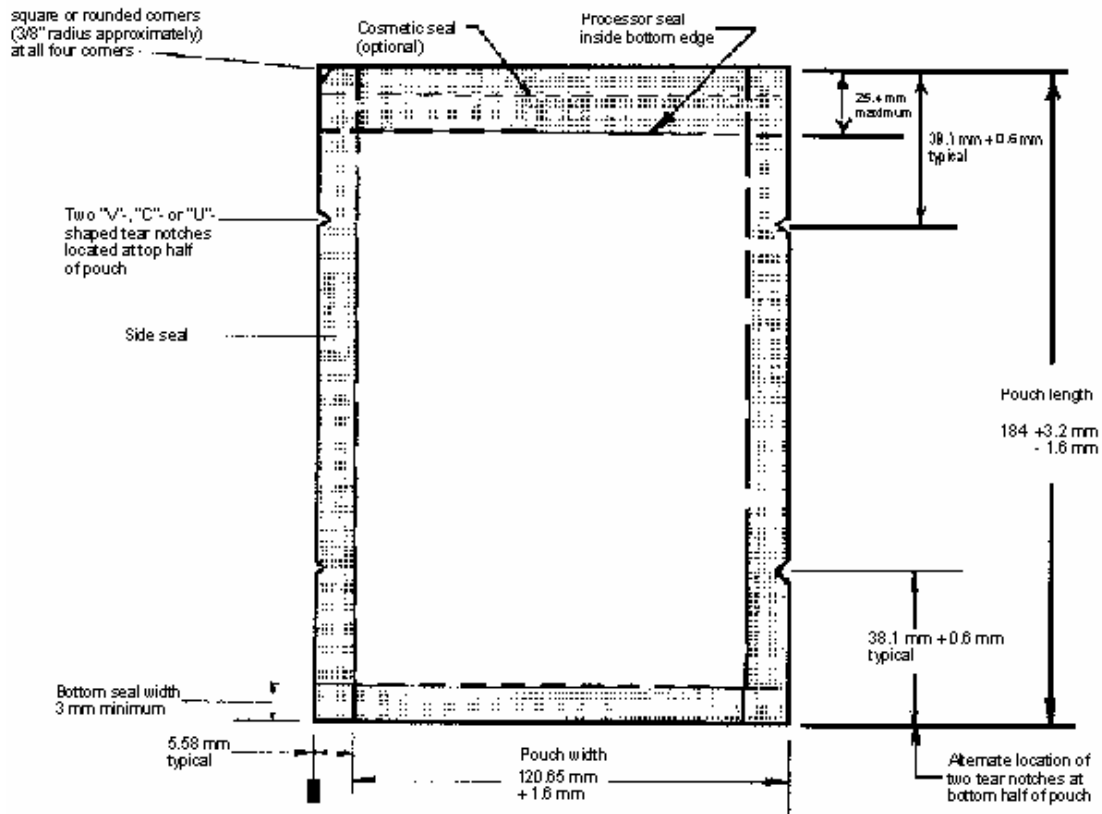 square or rounded corners
(3/8" radius approximately)
at all four corners
Cosmetic seal
(optional)
Processor seal
inside bottom edge
25.4 mm
maximum
38.1 mm + 0.6 mm
typical
Two "V"-, "C"- or "U"-
shaped tear notches
located at top half
of pouch
Side seal
Pouch length
184 +3.2 mm
- 1.6 mm
38.1 mm + 0.6 mm
typical
Bottom seal width
3 mm minimum
5.58 mm
typical
Pouch width
120.65 mm
+ 1.6 mm
Alternate location of
two tear notches at
bottom half of pouch